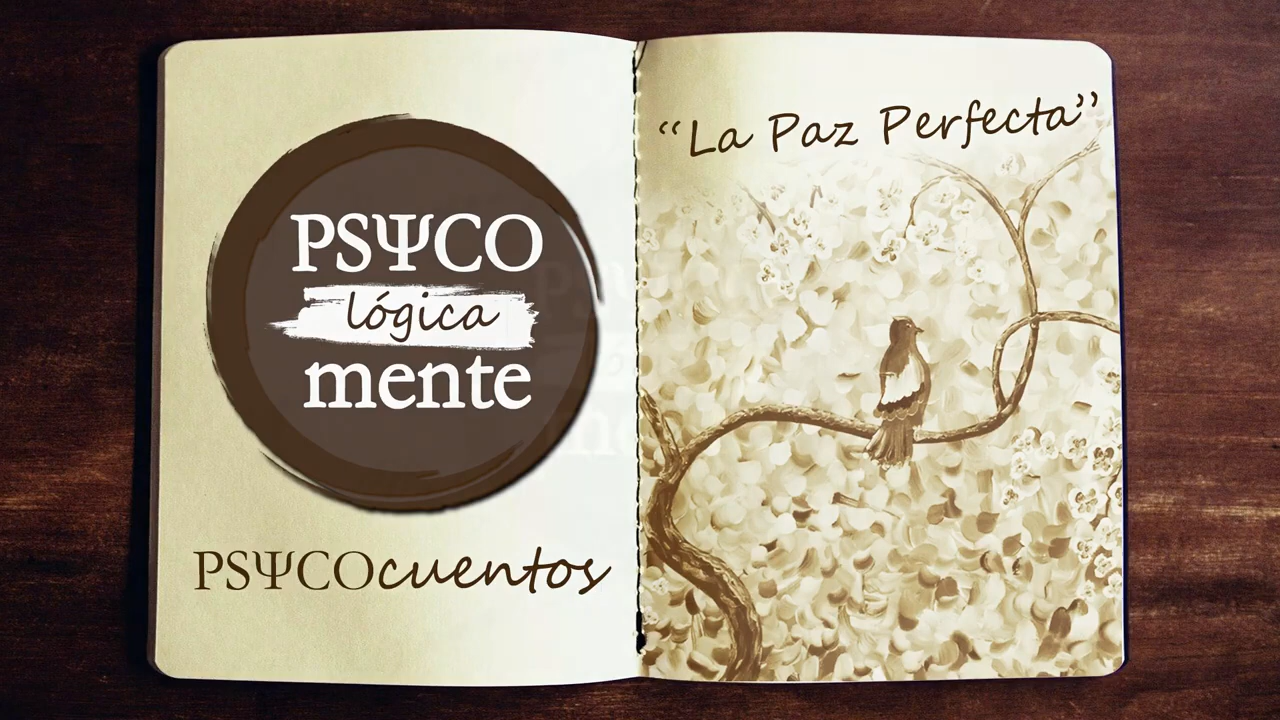 PSΨCO
lógica
mente
PSΨCOcuentos
“La Paz Perfecta”